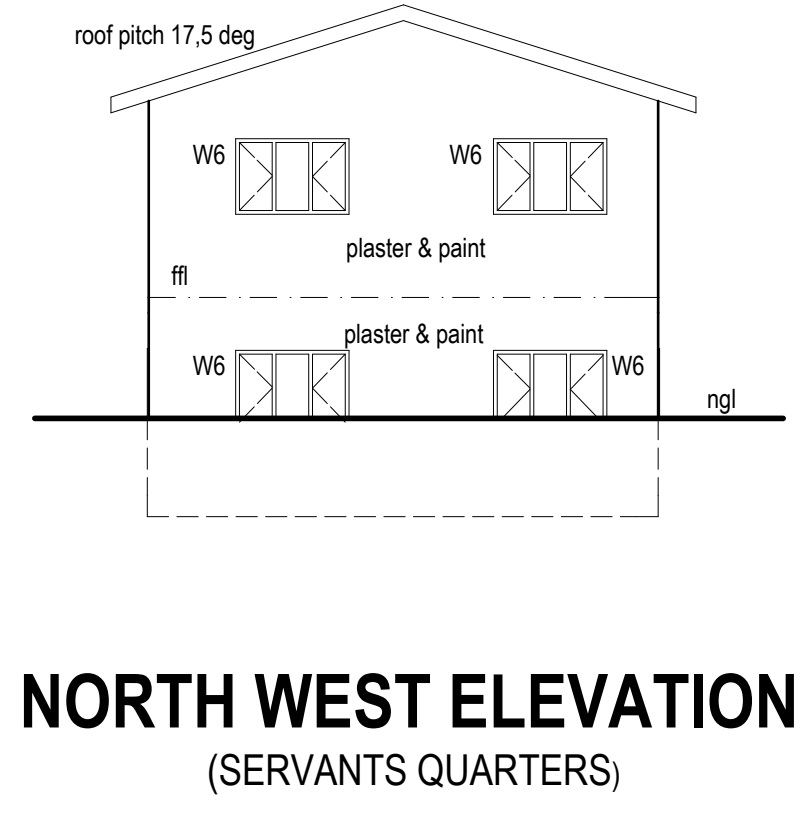 roof pitch 17,5 deg
W6
W6
plaster & paint
ffl
plaster & paint
W6
W6
ngl
NORTH WEST ELEVATION
(SERVANTS QUARTERS)